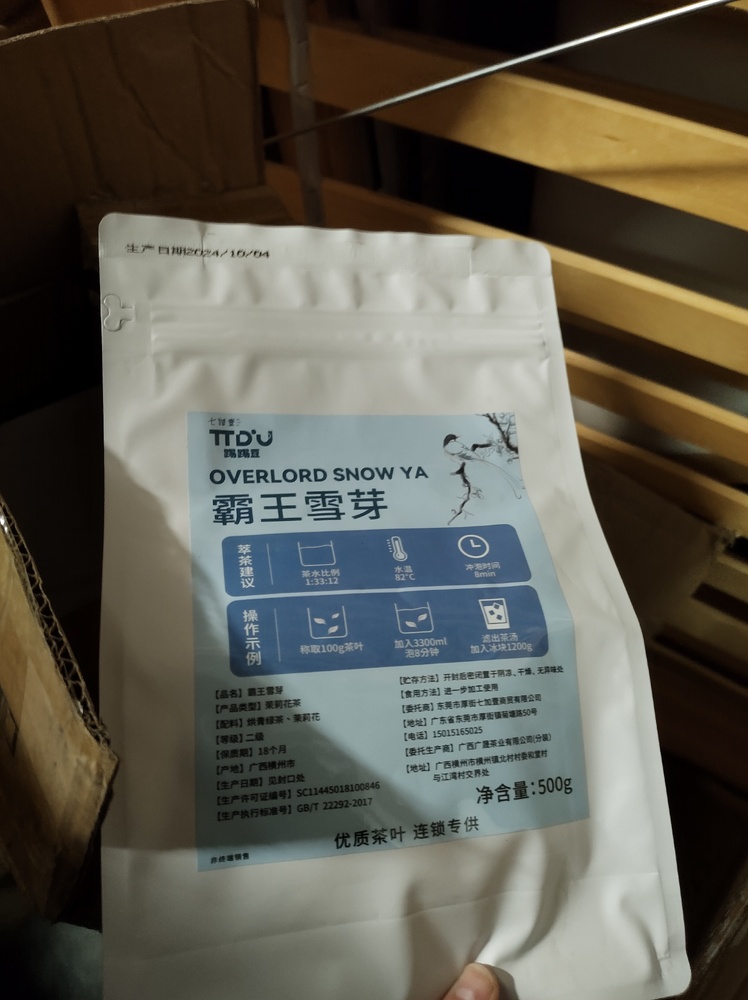 生产日期2024/10/04
七加壹
TTDU
踢踢豆
OVERLORD SNOW YA
霸王雪芽
萃茶建议
茶水比例
1:33:12
水温
82°C
冲泡时间
8min
操作示例
称取100g茶叶
加入3300ml
泡8分钟
滤出茶汤
加入冰块1200g
【品名】霸王雪芽
【产品类型】茉莉花茶
【配料】烘青绿茶、茉莉花
【等级】二级
【保质期】18个月
【产地】广西横州市
【生产日期】见封口处
【生产许可证编号】SC11445018100846
【生产执行标准号】GB/T 22292-2017
【贮存方法】开封后密闭置于阴凉、干燥、无异味处
【食用方法】进一步加工使用
【委托商】东莞市厚街七加壹商贸有限公司
【地址】广东省东莞市厚街镇菊塘路50号
【电话】15015165025
【委托生产商】广西广晟茶业有限公司(分装)
【地址】广西横州市横州镇北村村委和堂村
与江湾村交界处
净含量:500g
优质茶叶 连锁专供
非终端销售